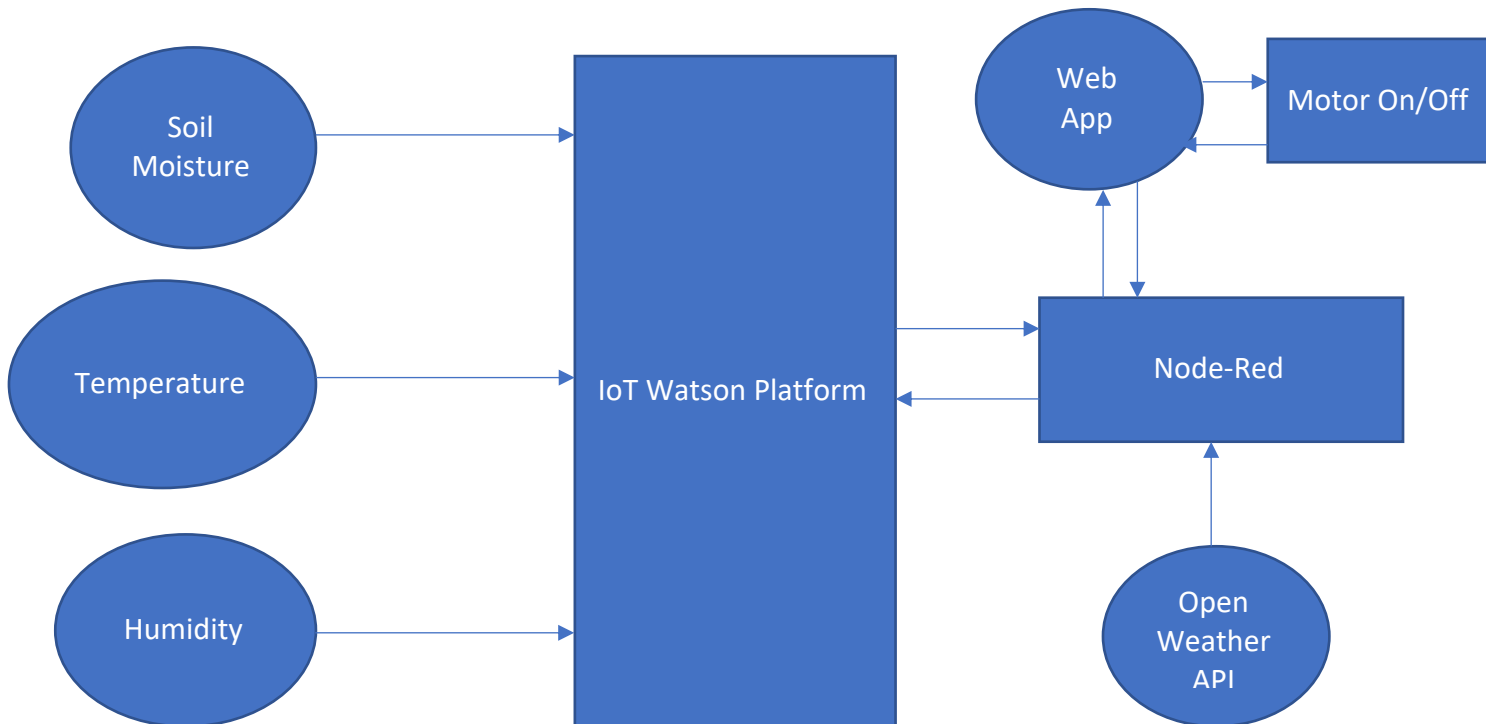 Soil
Moisture
Temperature
Humidity
IoT Watson Platform
Web
App
Motor On/Off
Node-Red
Open
Weather
API